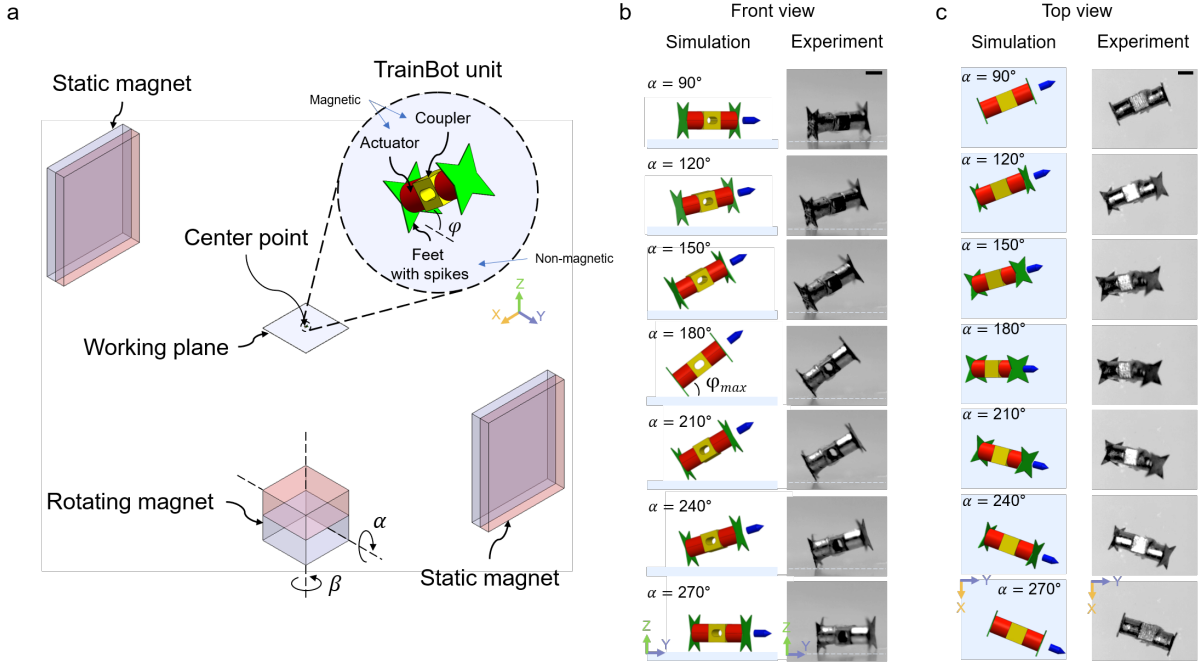 a
Static magnet
TrainBot unit
Magnetic
Coupler
Actuator
φ
Feet
with spikes
Non-magnetic
Center point
Z
X
Y
Working plane
Rotating magnet
α
β
Static magnet
b
Front view
Simulation
Experiment
α = 90°
α = 120°
α = 150°
α = 180°
φmax
α = 210°
α = 240°
α = 270°
Z
Y
Z
Y
c
Top view
Simulation
Experiment
α = 90°
α = 120°
α = 150°
α = 180°
α = 210°
α = 240°
Y
X
α = 270°
Y
X